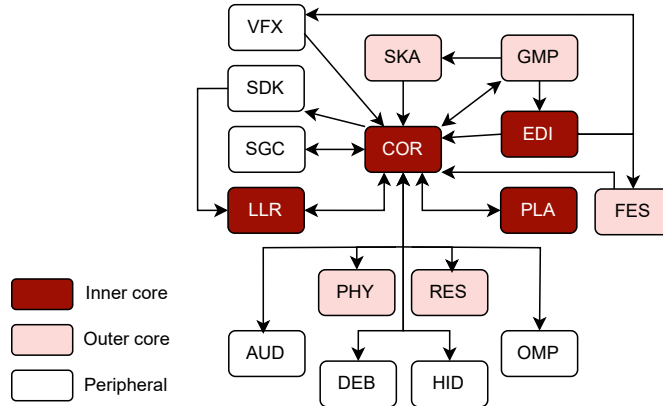 VFX
SKA
GMP
SDK
EDI
SGC
COR
LLR
PLA
FES
Inner core
PHY
RES
Outer core
AUD
OMP
Peripheral
DEB
HID